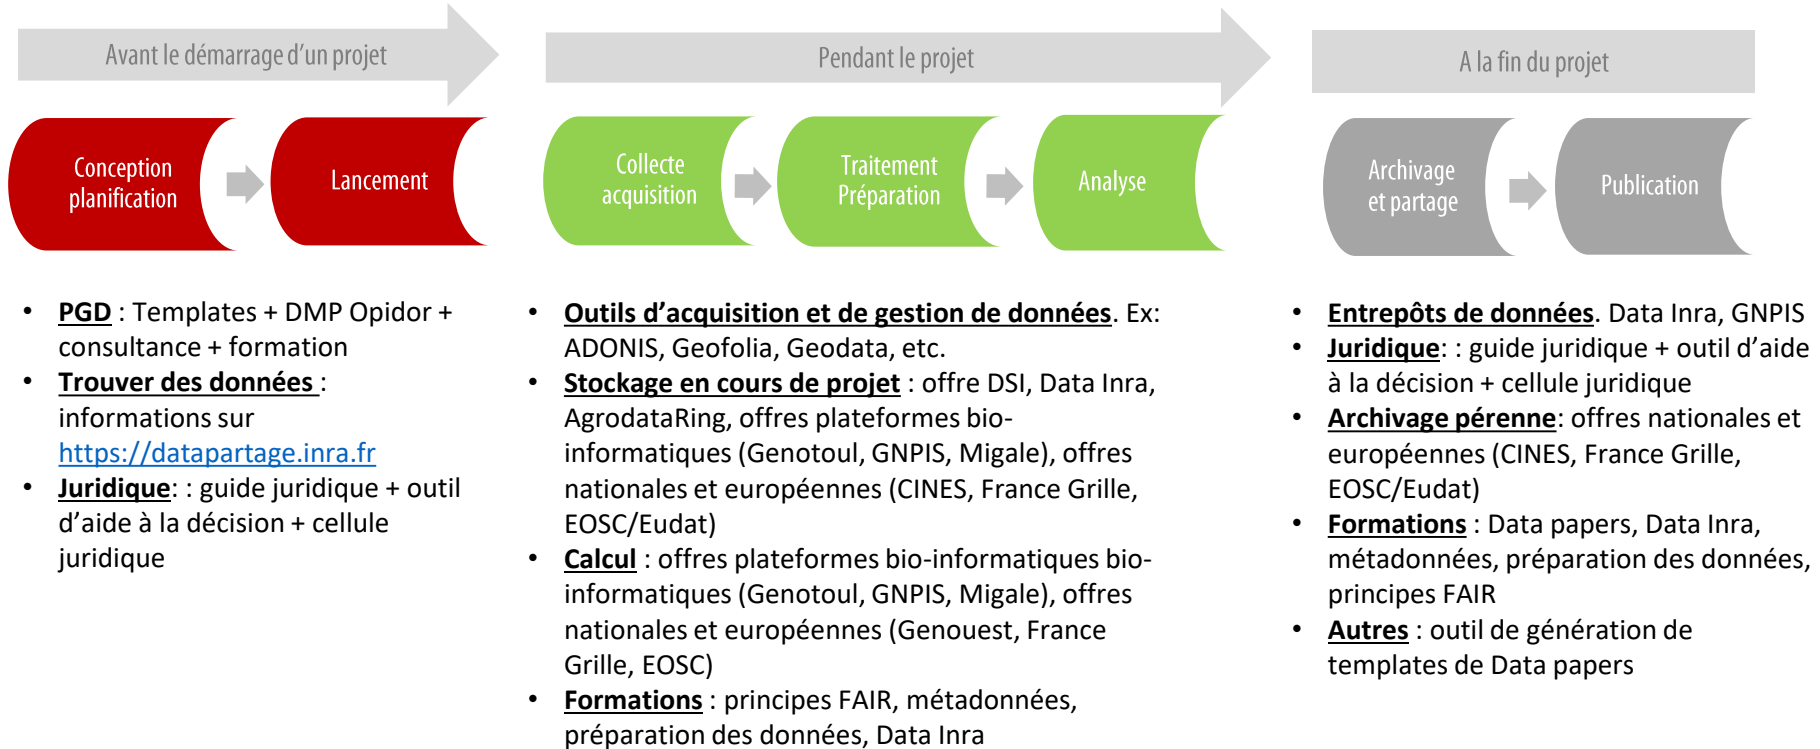 Avant le démarrage d'un projet
Pendant le projet
A la fin du projet
Conception
planification
Lancement
Collecte
acquisition
Traitement
Préparation
Analyse
Archivage
et partage
Publication
• PGD : Templates + DMP Opidor +
consultance + formation
• Trouver des données :
informations sur
https://datapartage.inra.fr
• Juridique: : guide juridique + outil
d'aide à la décision + cellule
juridique
• Outils d'acquisition et de gestion de données. Ex:
ADONIS, Geofolia, Geodata, etc.
• Stockage en cours de projet : offre DSI, Data Inra,
AgrodataRing, offres plateformes bio-
informatiques (Genotoul, GNPIS, Migale), offres
nationales et européennes (CINES, France Grille,
EOSC/Eudat)
• Calcul : offres plateformes bio-informatiques bio-
informatiques (Genotoul, GNPIS, Migale), offres
nationales et européennes (Genouest, France
Grille, EOSC)
• Formations : principes FAIR, métadonnées,
préparation des données, Data Inra
• Entrepôts de données. Data Inra, GNPIS
• Juridique: : guide juridique + outil d'aide
à la décision + cellule juridique
• Archivage pérenne: offres nationales et
européennes (CINES, France Grille,
EOSC/Eudat)
• Formations : Data papers, Data Inra,
métadonnées, préparation des données,
principes FAIR
• Autres : outil de génération de
templates de Data papers